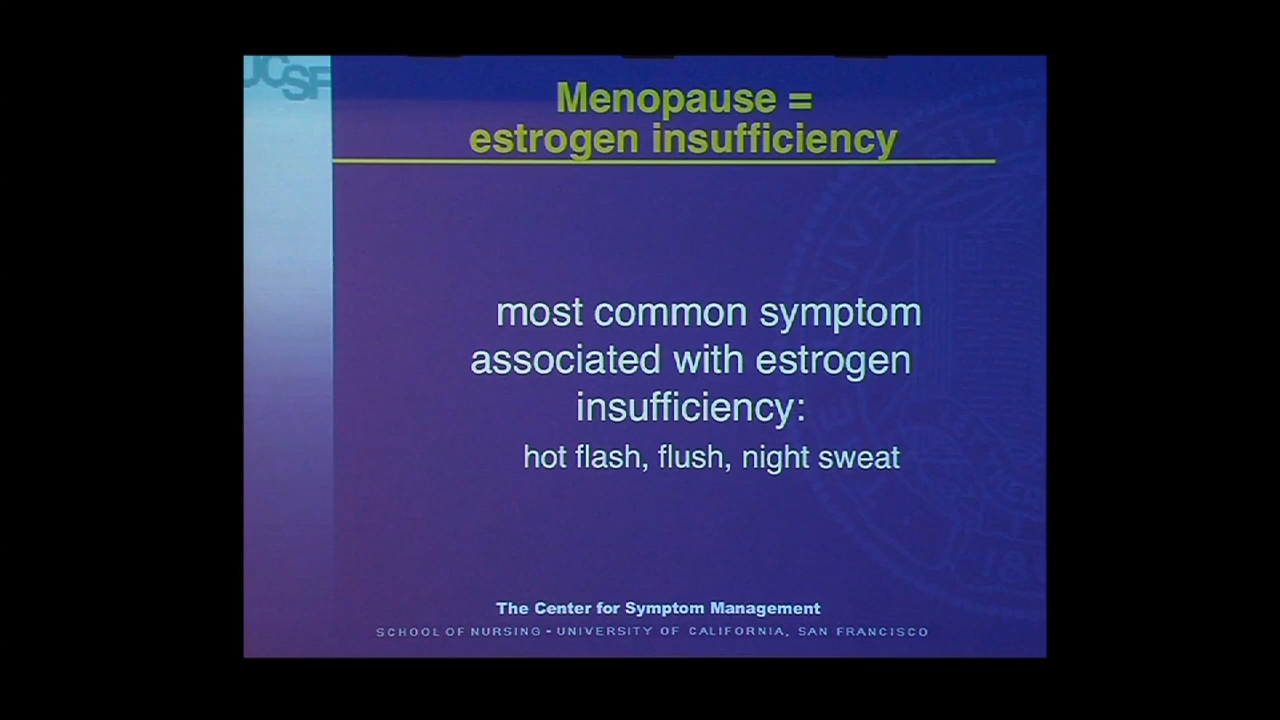 UCSF
Menopause =
estrogen insufficiency
most common symptom
associated with estrogen
insufficiency:
hot flash, flush, night sweat
The Center for Symptom Management
SCHOOL OF NURSING - UNIVERSITY OF CALIFORNIA, SAN FRANCISCO